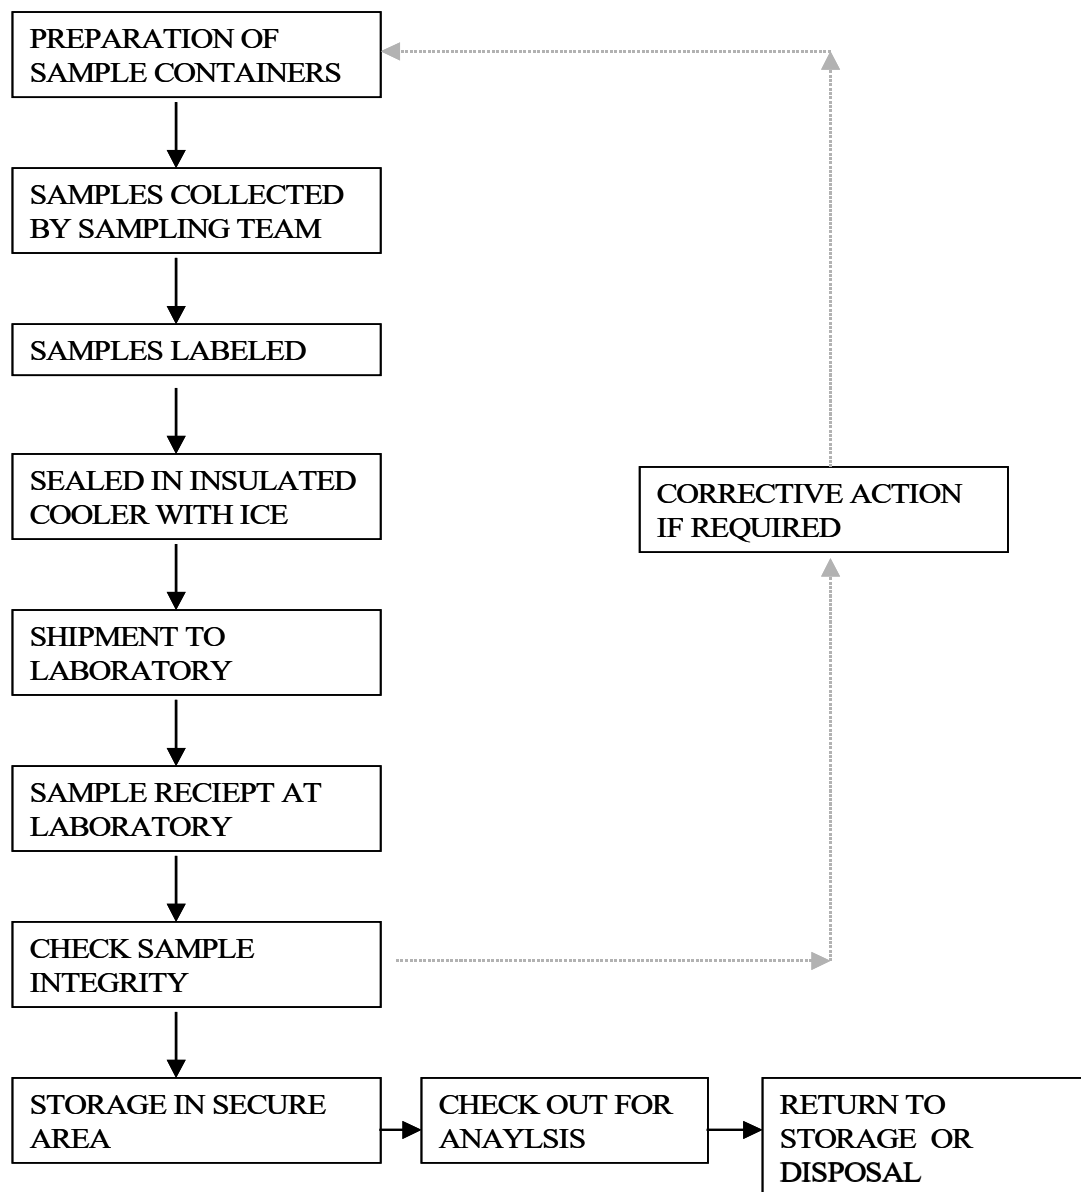 PREPARATION OF
SAMPLE CONTAINERS
SAMPLES COLLECTED
BY SAMPLING TEAM
SAMPLES LABELED
SEALED IN INSULATED
COOLER WITH ICE
CORRECTIVE ACTION
IF REQUIRED
SHIPMENT TO
LABORATORY
SAMPLE RECIEPT AT
LABORATORY
CHECK SAMPLE
INTEGRITY
STORAGE IN SECURE
AREA
CHECK OUT FOR
ANAYLSIS
RETURN TO
STORAGE OR
DISPOSAL